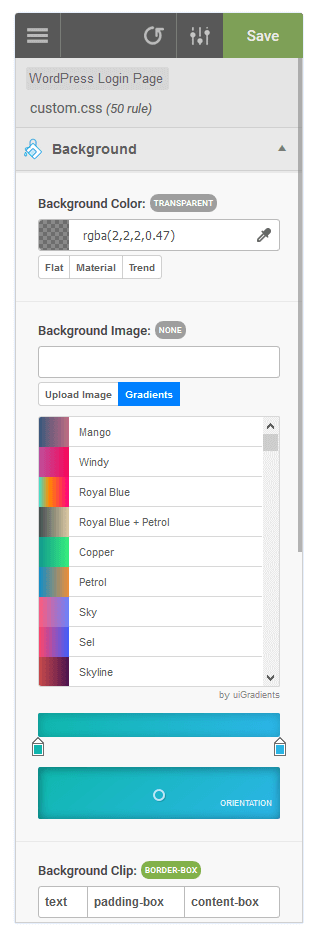 Save
WordPress Login Page
custom.css (50 rule)
Background
Background Color: TRANSPARENT
rgba(2,2,2,0.47)
Flat Material Trend
Background Image: NONE
Upload Image Gradients
Mango
Windy
Royal Blue
Royal Blue + Petrol
Copper
Petrol
Sky
Sel
Skyline
by uiGradients
ORIENTATION
Background Clip: BORDER-BOX
text padding-box content-box